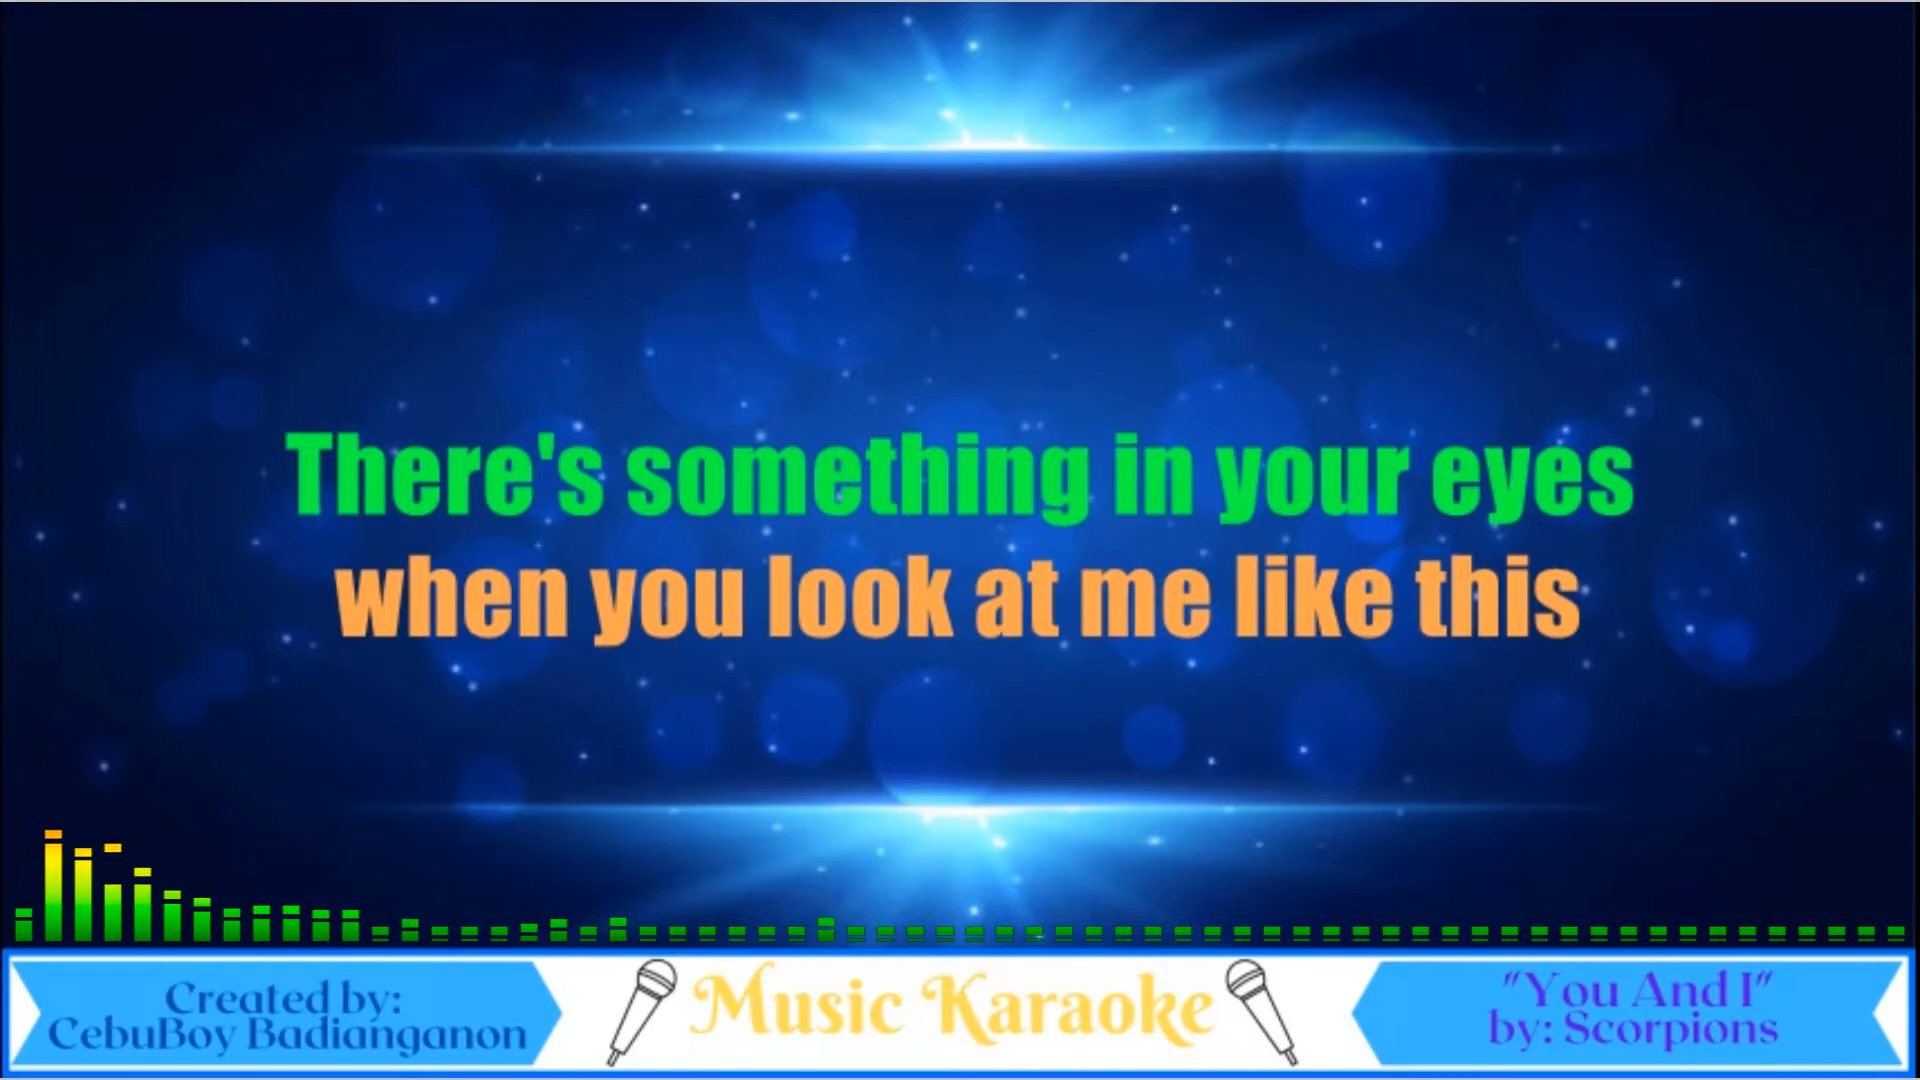 There's something in your eyes
when you look at me like this
Created by:
CebuBoy Badianganon
Music Karaoke
"You And I"
by: Scorpions